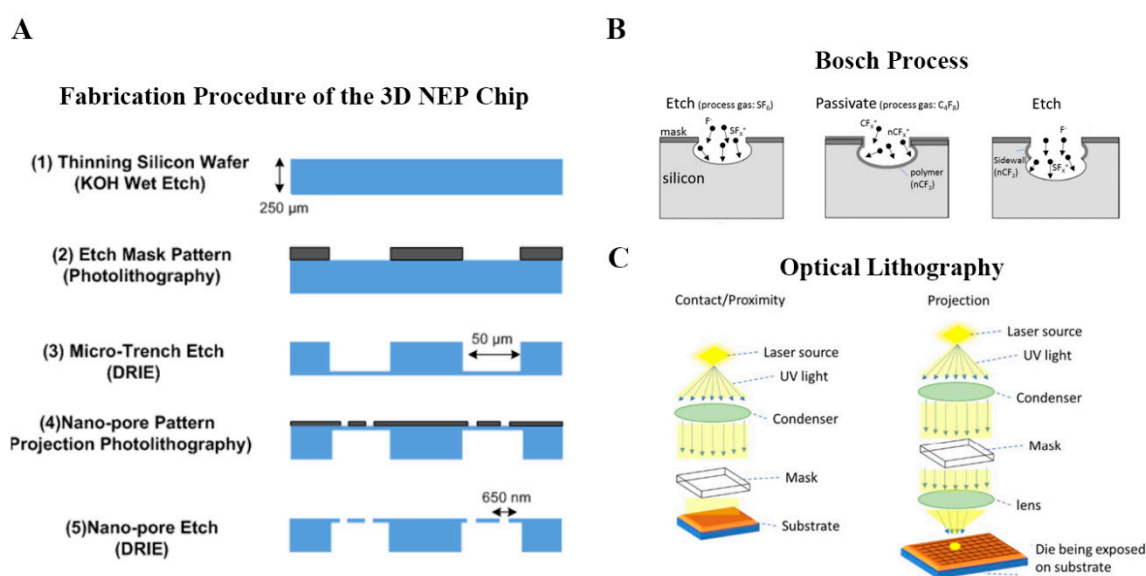 A
Fabrication Procedure of the 3D NEP Chip
(1) Thinning Silicon Wafer
(KOH Wet Etch)
250 µm
(2) Etch Mask Pattern
(Photolithography)
(3) Micro-Trench Etch
(DRIE)
50 µm
(4)Nano-pore Pattern
Projection Photolithography)
(5)Nano-pore Etch
(DRIE)
650 nm
B
Bosch Process
Etch (process gas: SF₆)
mask
F⁻
SFₓ⁺
silicon
Passivate (process gas: C₄F₈)
CFₓ⁺
nCFₓ⁺
polymer
(nCF₂)
Etch
F⁻
Sidewall
(nCF₂)
SFₓ⁺
C
Optical Lithography
Contact/Proximity
Laser source
UV light
Condenser
Mask
Substrate
Projection
Laser source
UV light
Condenser
Mask
lens
Die being exposed
on substrate